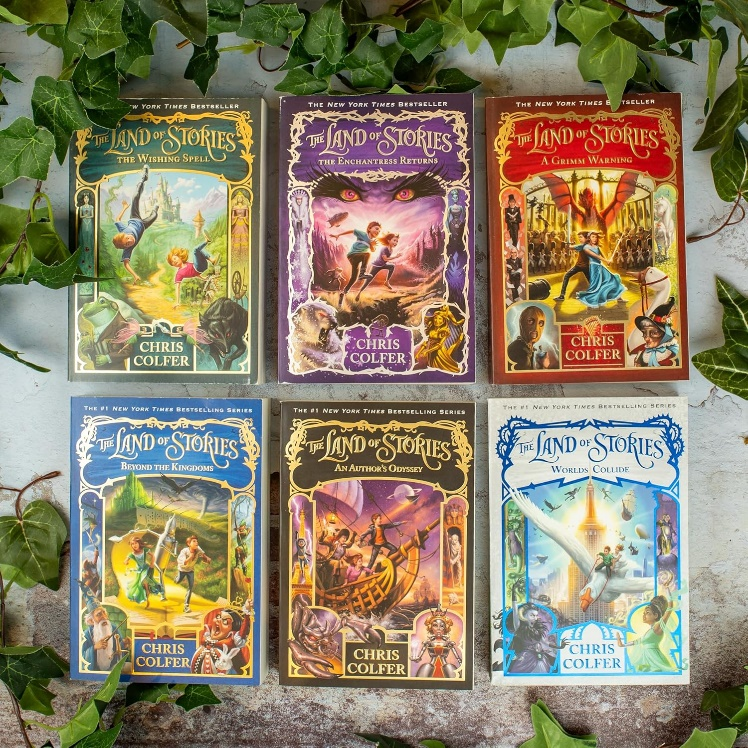 THE NEW YORK TIMES BESTSELLER
THE LAND OF STORIES
THE WISHING SPELL
CHRIS
COLFER
THE NEW YORK TIMES BESTSELLER
THE LAND OF STORIES
THE ENCHANTRESS RETURNS
CHRIS
COLFER
THE NEW YORK TIMES BESTSELLER
THE LAND OF STORIES
A GRIMM WARNING
CHRIS
COLFER
THE #1 NEW YORK TIMES BESTSELLING SERIES
THE LAND OF STORIES
BEYOND THE KINGDOMS
CHRIS
COLFER
THE #1 NEW YORK TIMES BESTSELLING SERIES
THE LAND OF STORIES
AN AUTHOR'S ODYSSEY
CHRIS
COLFER
THE #1 NEW YORK TIMES BESTSELLING SERIES
THE LAND OF STORIES
WORLDS COLLIDE
CHRIS
COLFER